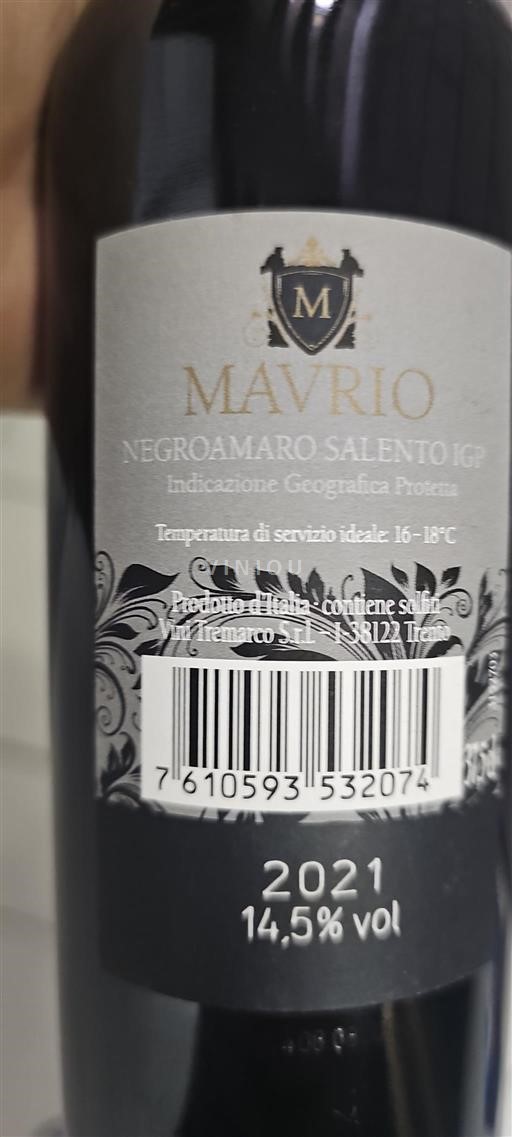 M
MAVRIO
NEGROAMARO SALENTO IGP
Indicazione Geografica Protetta
Temperatura di servizio ideale: 16-18°C
VINIOU
Prodotto d'Italia - contiene solfiti
Vini Tremarco S.r.l. - I-38122 Trento
7 610593 532074
2021
14,5% vol